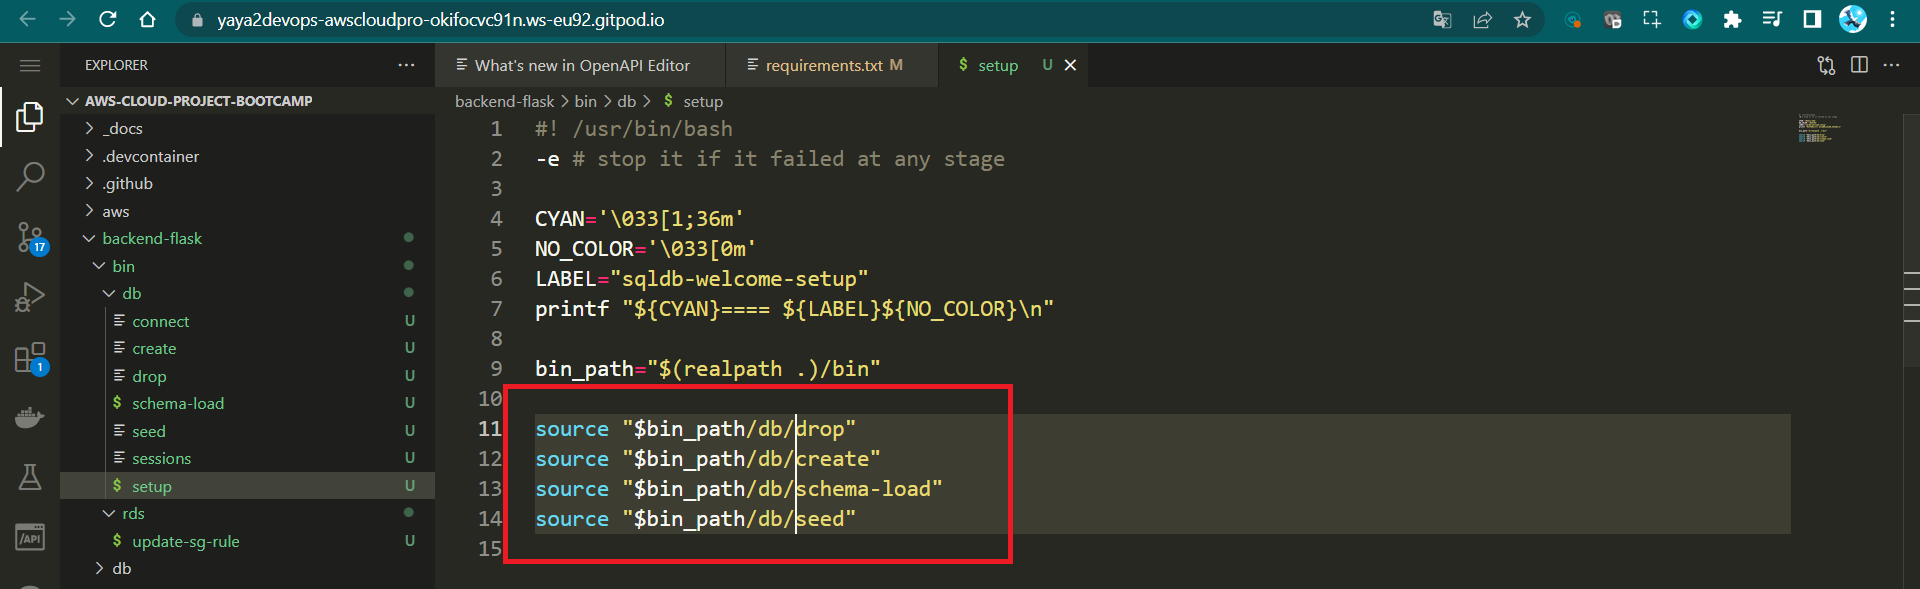 yaya2devops-awscloudpro-okifocvc91n.ws-eu92.gitpod.io
EXPLORER ···
What's new in OpenAPI Editor
requirements.txt M
$ setup U
AWS-CLOUD-PROJECT-BOOTCAMP
_docs
.devcontainer
.github
aws
backend-flask
bin
db
connect U
create U
drop U
$ schema-load U
seed U
sessions U
$ setup U
rds
$ update-sg-rule U
db
17
1
/API
backend-flask > bin > db > $ setup
1 #! /usr/bin/bash
2 -e # stop it if it failed at any stage
3
4 CYAN='\033[1;36m'
5 NO_COLOR='\033[0m'
6 LABEL="sqldb-welcome-setup"
7 printf "${CYAN}==== ${LABEL}${NO_COLOR}\n"
8
9 bin_path="$(realpath .)/bin"
10
11 source "$bin_path/db/drop"
12 source "$bin_path/db/create"
13 source "$bin_path/db/schema-load"
14 source "$bin_path/db/seed"
15